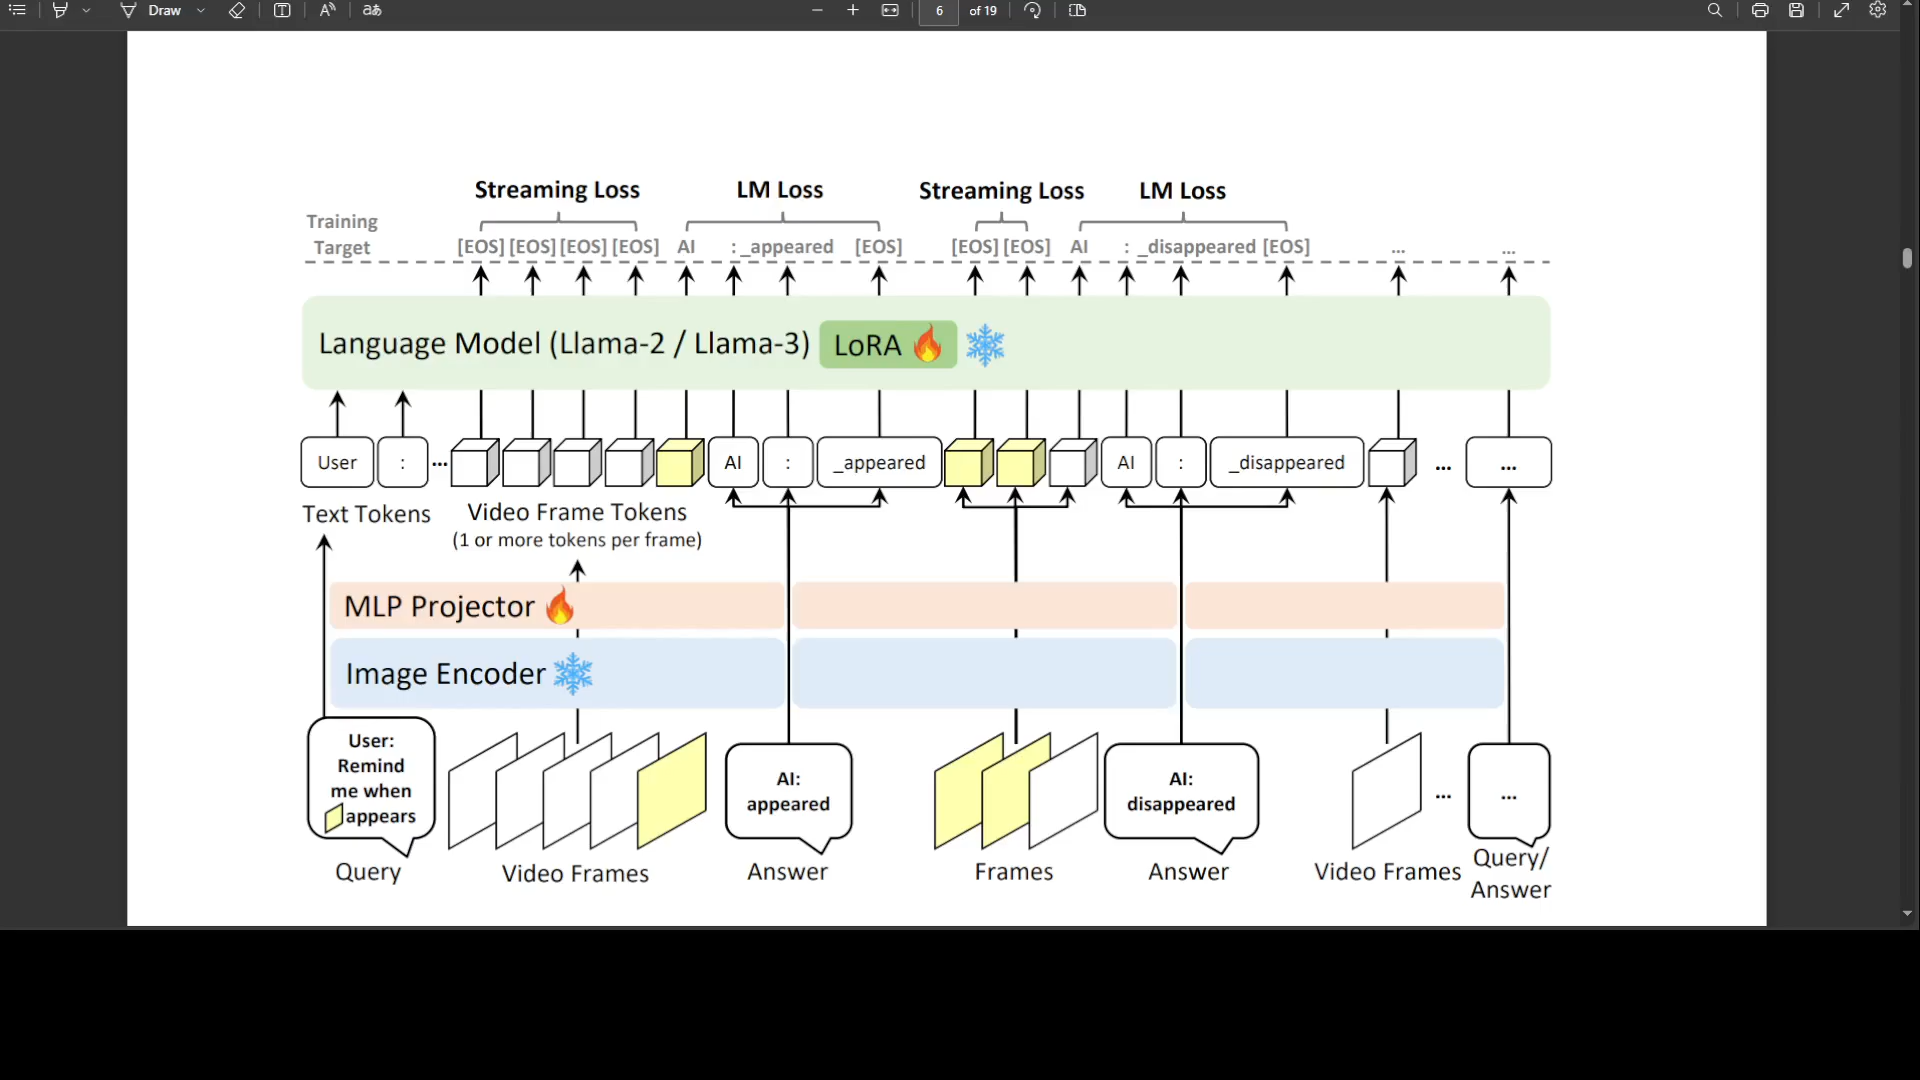 Draw
6 of 19
Streaming Loss LM Loss Streaming Loss LM Loss
Training
Target [EOS] [EOS] [EOS] [EOS] AI : _appeared [EOS] [EOS] [EOS] AI : _disappeared [EOS] ... ...
Language Model (Llama-2 / Llama-3) LoRA
User : ... AI : _appeared AI : _disappeared ... ...
Text Tokens Video Frame Tokens
(1 or more tokens per frame)
MLP Projector
Image Encoder
User:
Remind
me when
appears
AI:
appeared
AI:
disappeared
... ...
Query Video Frames Answer Frames Answer Video Frames Query/
Answer